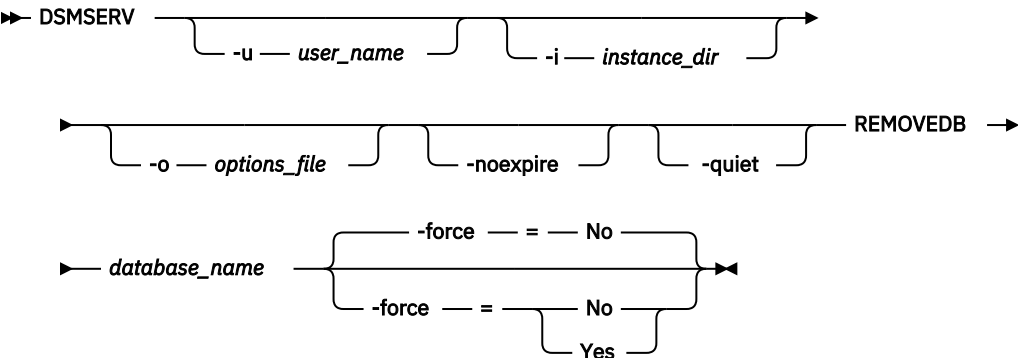 DSMSERV
-u user_name -i instance_dir
REMOVEDB
-o options_file -noexpire -quiet
-force = No
database_name
-force = No
Yes